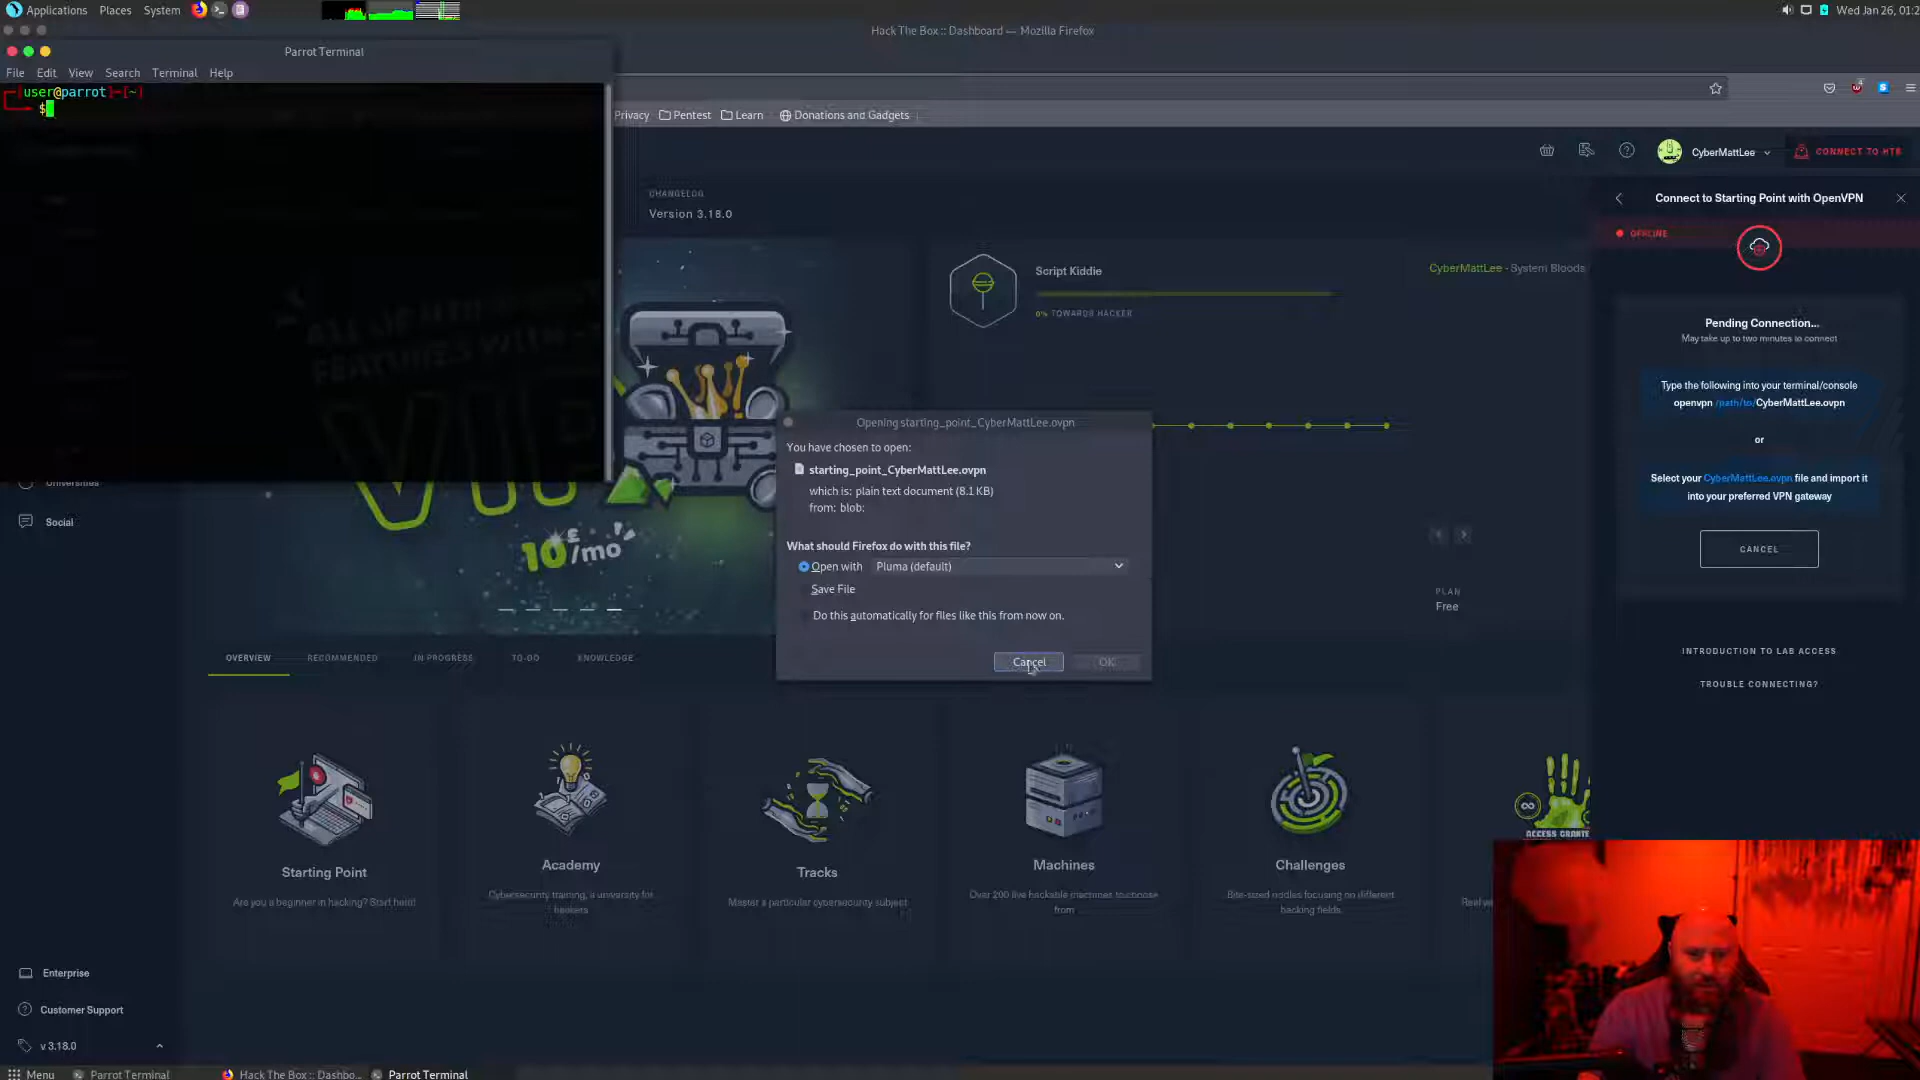 Applications Places System
Wed Jan 26, 01:2
Hack The Box :: Dashboard — Mozilla Firefox
Parrot Terminal
File Edit View Search Terminal Help
[user@parrot]-[~]
$
Privacy Pentest Learn Donations and Gadgets
CyberMattLee
CONNECT TO HTB
CHANGELOG
Version 3.18.0
Connect to Starting Point with OpenVPN
OFFLINE
Script Kiddie
CyberMattLee - System Bloods
0% TOWARDS HACKER
Pending Connection...
May take up to two minutes to connect
Type the following into your terminal/console
openvpn /path/to/CyberMattLee.ovpn
or
Select your CyberMattLee.ovpn file and import it
into your preferred VPN gateway
CANCEL
INTRODUCTION TO LAB ACCESS
TROUBLE CONNECTING?
Opening starting_point_CyberMattLee.ovpn
You have chosen to open:
starting_point_CyberMattLee.ovpn
which is: plain text document (8.1 KB)
from: blob:
What should Firefox do with this file?
Open with Pluma (default)
Save File
Do this automatically for files like this from now on.
Cancel OK
PLAN
Free
10£/mo
Universities
Social
OVERVIEW RECOMMENDED IN PROGRESS TO-DO KNOWLEDGE
Starting Point
Are you a beginner in hacking? Start here!
Academy
Cybersecurity training, a university for
hackers
Tracks
Master a particular cybersecurity subject
Machines
Over 200 live hackable machines to choose
from
Challenges
Bite-sized riddles focusing on different
hacking fields.
ACCESS GRANTED
Enterprise
Customer Support
v 3.18.0
Menu Parrot Terminal Hack The Box :: Dashbo... Parrot Terminal